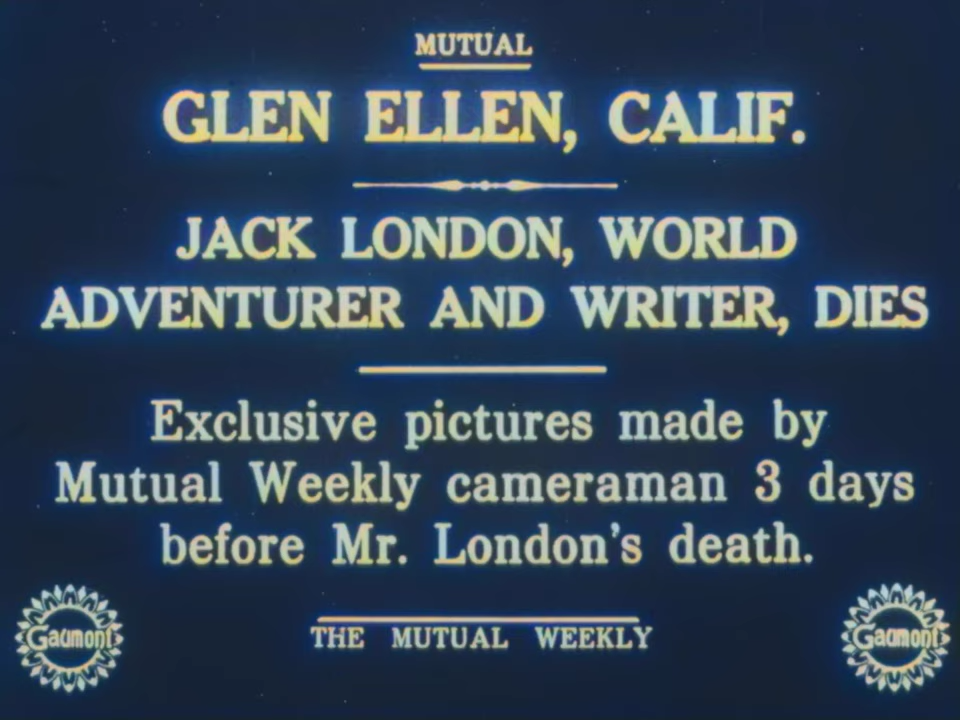 MUTUAL
GLEN ELLEN, CALIF.
JACK LONDON, WORLD
ADVENTURER AND WRITER, DIES
Exclusive pictures made by
Mutual Weekly cameraman 3 days
before Mr. London's death.
Gaumont
THE MUTUAL WEEKLY
Gaumont